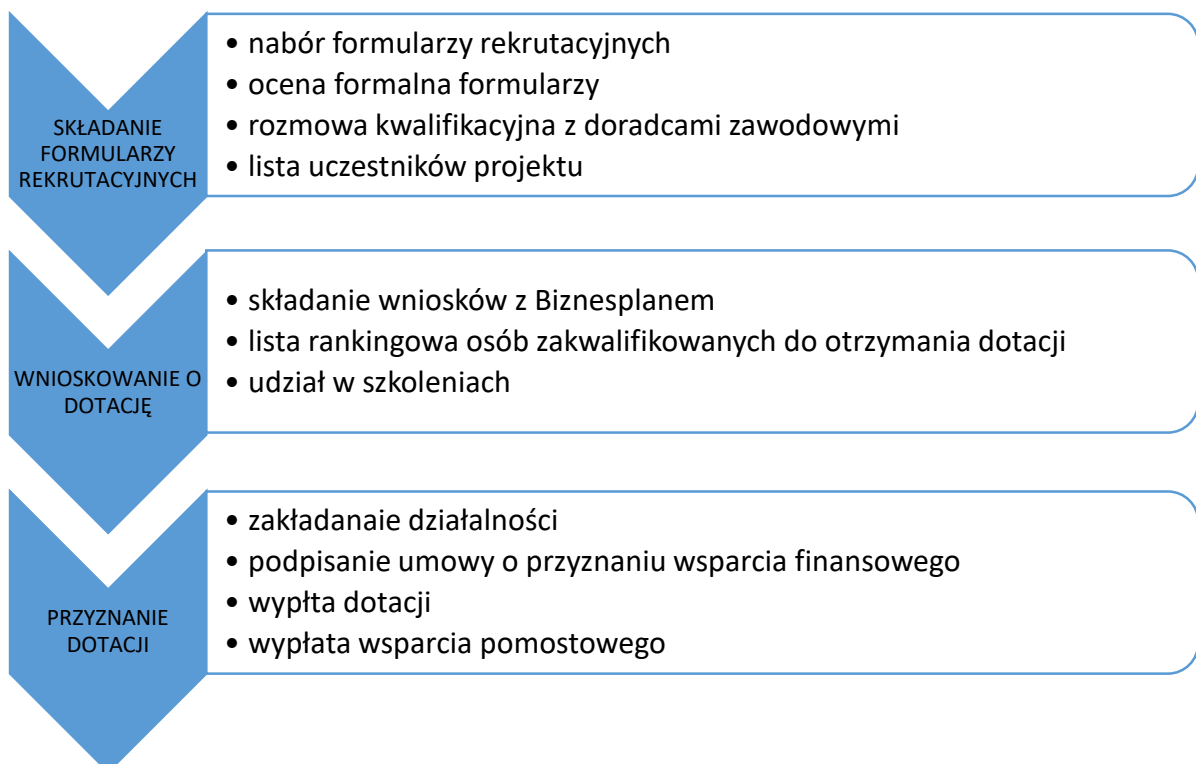 SKŁADANIE
FORMULARZY
REKRUTACYJNYCH
• nabór formularzy rekrutacyjnych
• ocena formalna formularzy
• rozmowa kwalifikacyjna z doradcami zawodowymi
• lista uczestników projektu
WNIOSKOWANIE O
DOTACJĘ
• składanie wniosków z Biznesplanem
• lista rankingowa osób zakwalifikowanych do otrzymania dotacji
• udział w szkoleniach
PRZYZNANIE
DOTACJI
• zakładanaie działalności
• podpisanie umowy o przyznaniu wsparcia finansowego
• wypłta dotacji
• wypłata wsparcia pomostowego